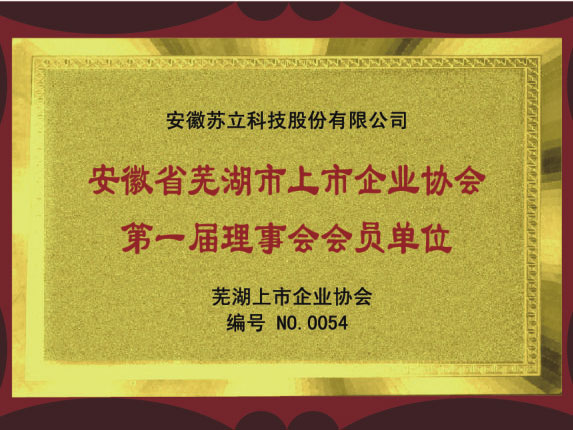 安徽苏立科技股份有限公司
安徽省芜湖市上市企业协会
第一届理事会会员单位
芜湖上市企业协会
编号 NO.0054